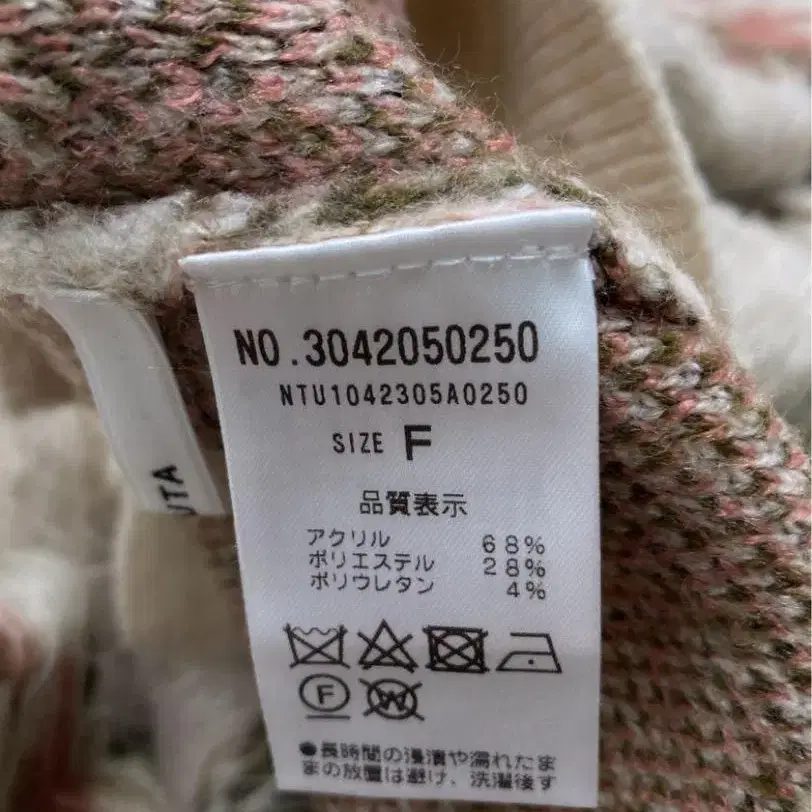 NO.3042050250
NTU1042305A0250
SIZE F
品質表示
アクリル 68%
ポリエステル 28%
ポリウレタン 4%
F W
●長時間の浸漬や濡れたま
まの放置は避け、洗濯後す
UTA